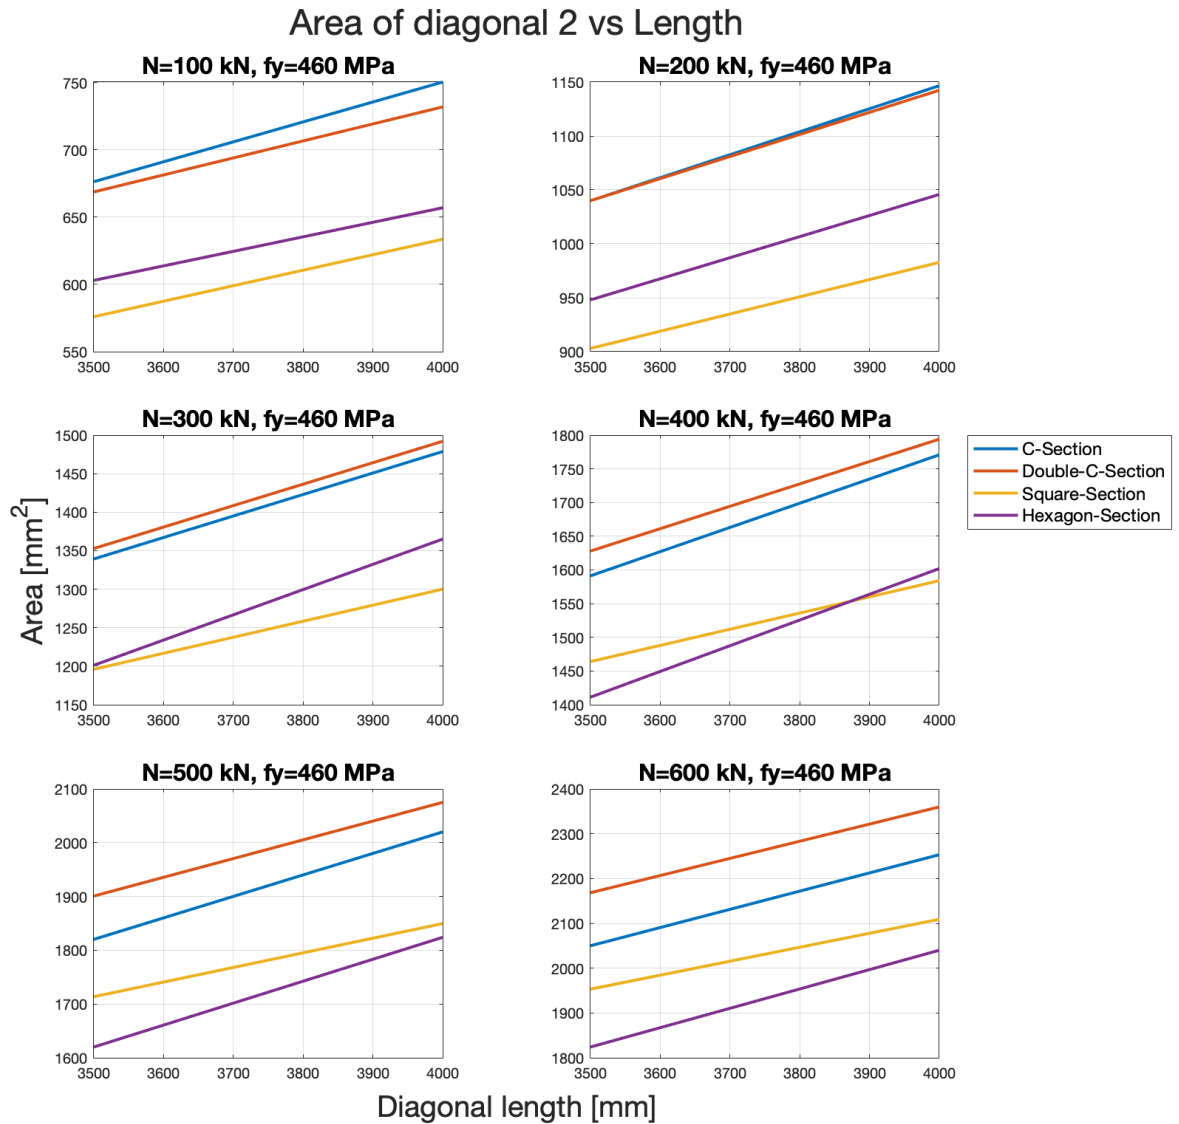 Area of diagonal 2 vs Length
N=100 kN, fy=460 MPa
750
700
650
600
550
3500 3600 3700 3800 3900 4000
N=200 kN, fy=460 MPa
1150
1100
1050
1000
950
900
3500 3600 3700 3800 3900 4000
N=300 kN, fy=460 MPa
1500
1450
1400
1350
1300
1250
1200
1150
3500 3600 3700 3800 3900 4000
N=400 kN, fy=460 MPa
1800
1750
1700
1650
1600
1550
1500
1450
1400
3500 3600 3700 3800 3900 4000
C-Section
Double-C-Section
Square-Section
Hexagon-Section
Area [mm²]
N=500 kN, fy=460 MPa
2100
2000
1900
1800
1700
1600
3500 3600 3700 3800 3900 4000
N=600 kN, fy=460 MPa
2400
2300
2200
2100
2000
1900
1800
3500 3600 3700 3800 3900 4000
Diagonal length [mm]